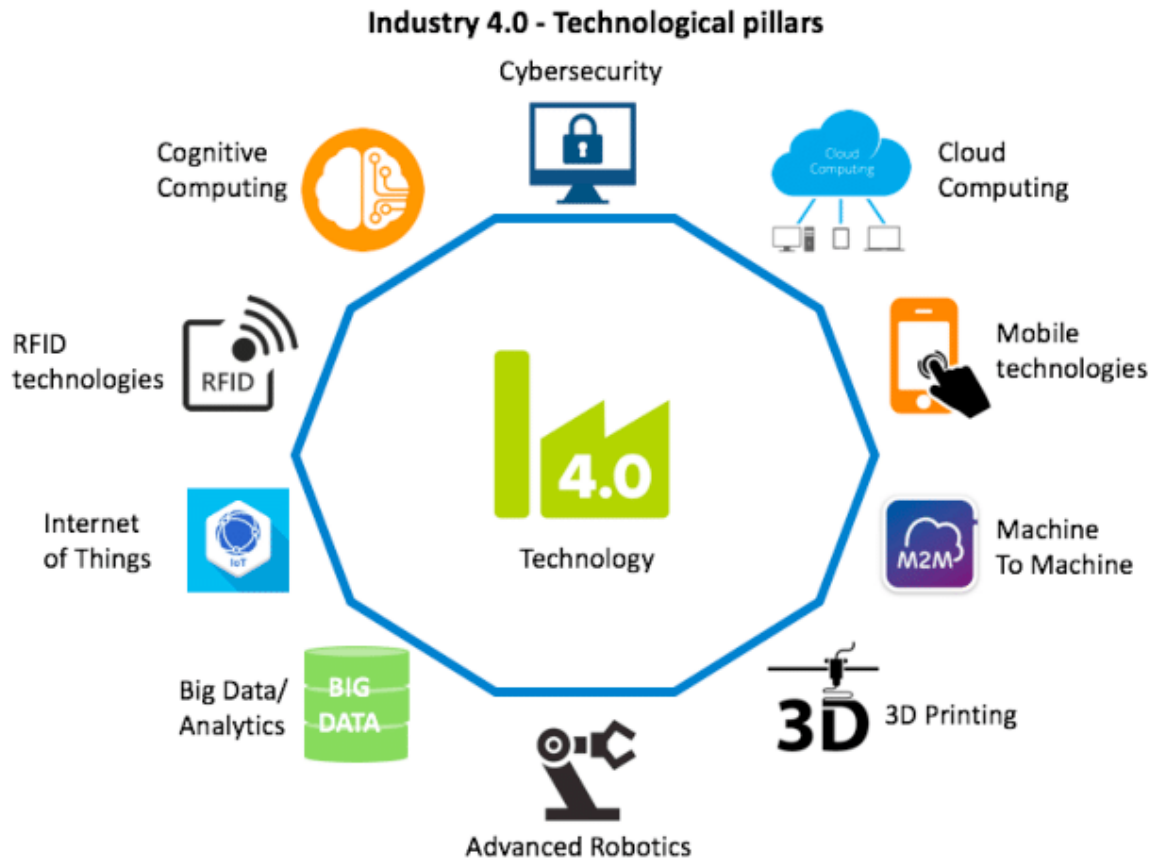 Industry 4.0 - Technological pillars
Cybersecurity
Cognitive
Computing
Cloud
Computing
Cloud
Computing
RFID
technologies
RFID
Mobile
technologies
4.0
Technology
Internet
of Things
IoT
M2M
Machine
To Machine
Big Data/
Analytics
BIG
DATA
3D
3D Printing
Advanced Robotics